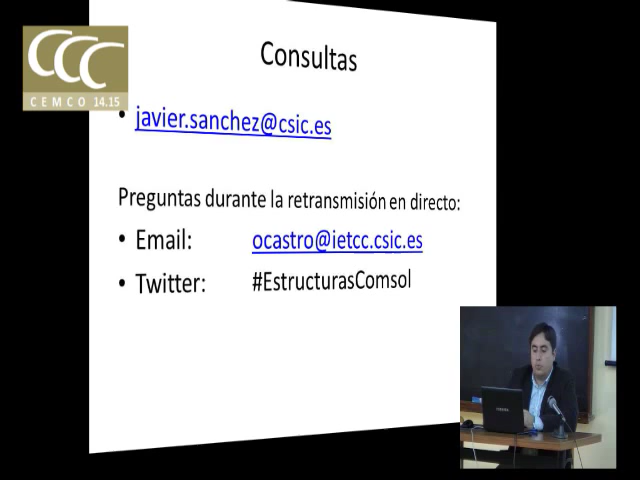 CCC
CEMCO 14.15
Consultas
• javier.sanchez@csic.es
Preguntas durante la retransmisión en directo:
• Email: ocastro@ietcc.csic.es
• Twitter: #EstructurasComsol